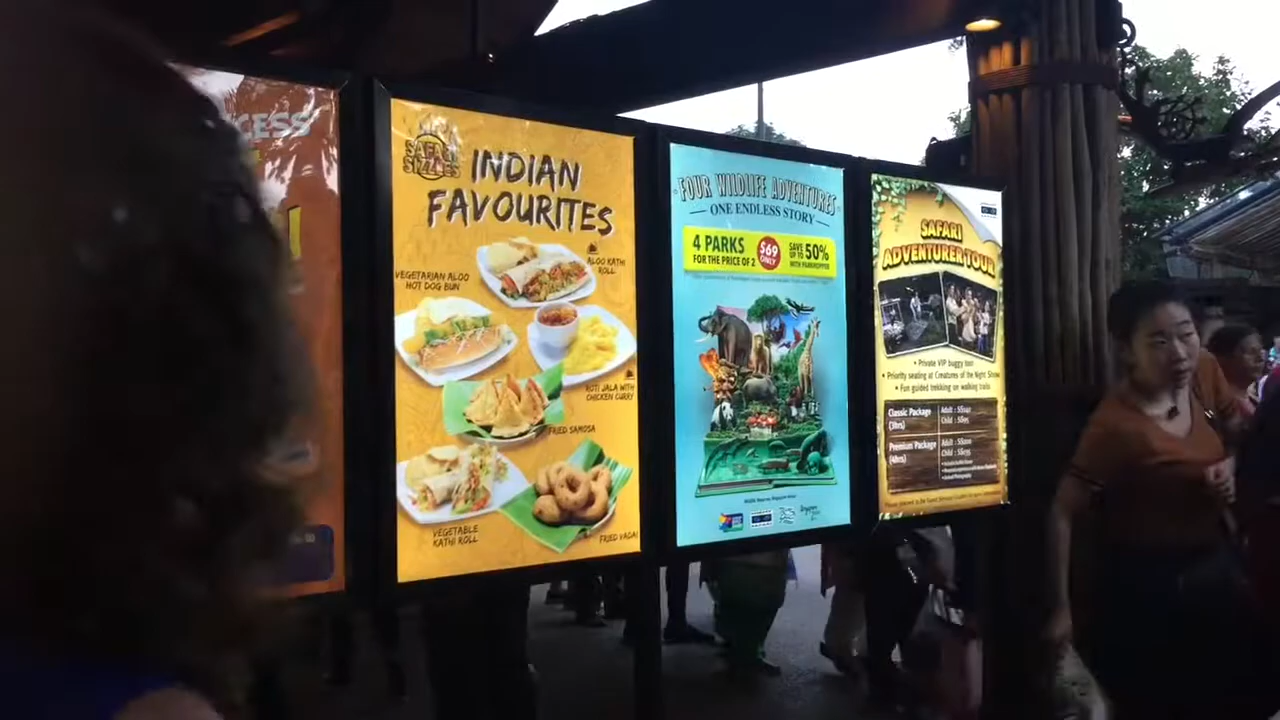 CESS
SAFARI
SIZZLES
INDIAN
FAVOURITES
ALOO KATHI
ROLL
VEGETARIAN ALOO
HOT DOG BUN
ROTI JALA WITH
CHICKEN CURRY
FRIED SAMOSA
VEGETABLE
KATHI ROLL
FRIED VADAI
FOUR WILDLIFE ADVENTURES
ONE ENDLESS STORY
4 PARKS
FOR THE PRICE OF 2
$69
ONLY
SAVE
UP TO 50%
WITH PARKHOPPER
SAFARI
ADVENTURER TOUR
• Private VIP buggy tour
• Priority seating at Creatures of the Night Show
• Fun guided trekking on walking trails
Classic Package
(3hrs)
Adult : S$
Child : S$
Premium Package
(4hrs)
Adult : S$
Child : S$